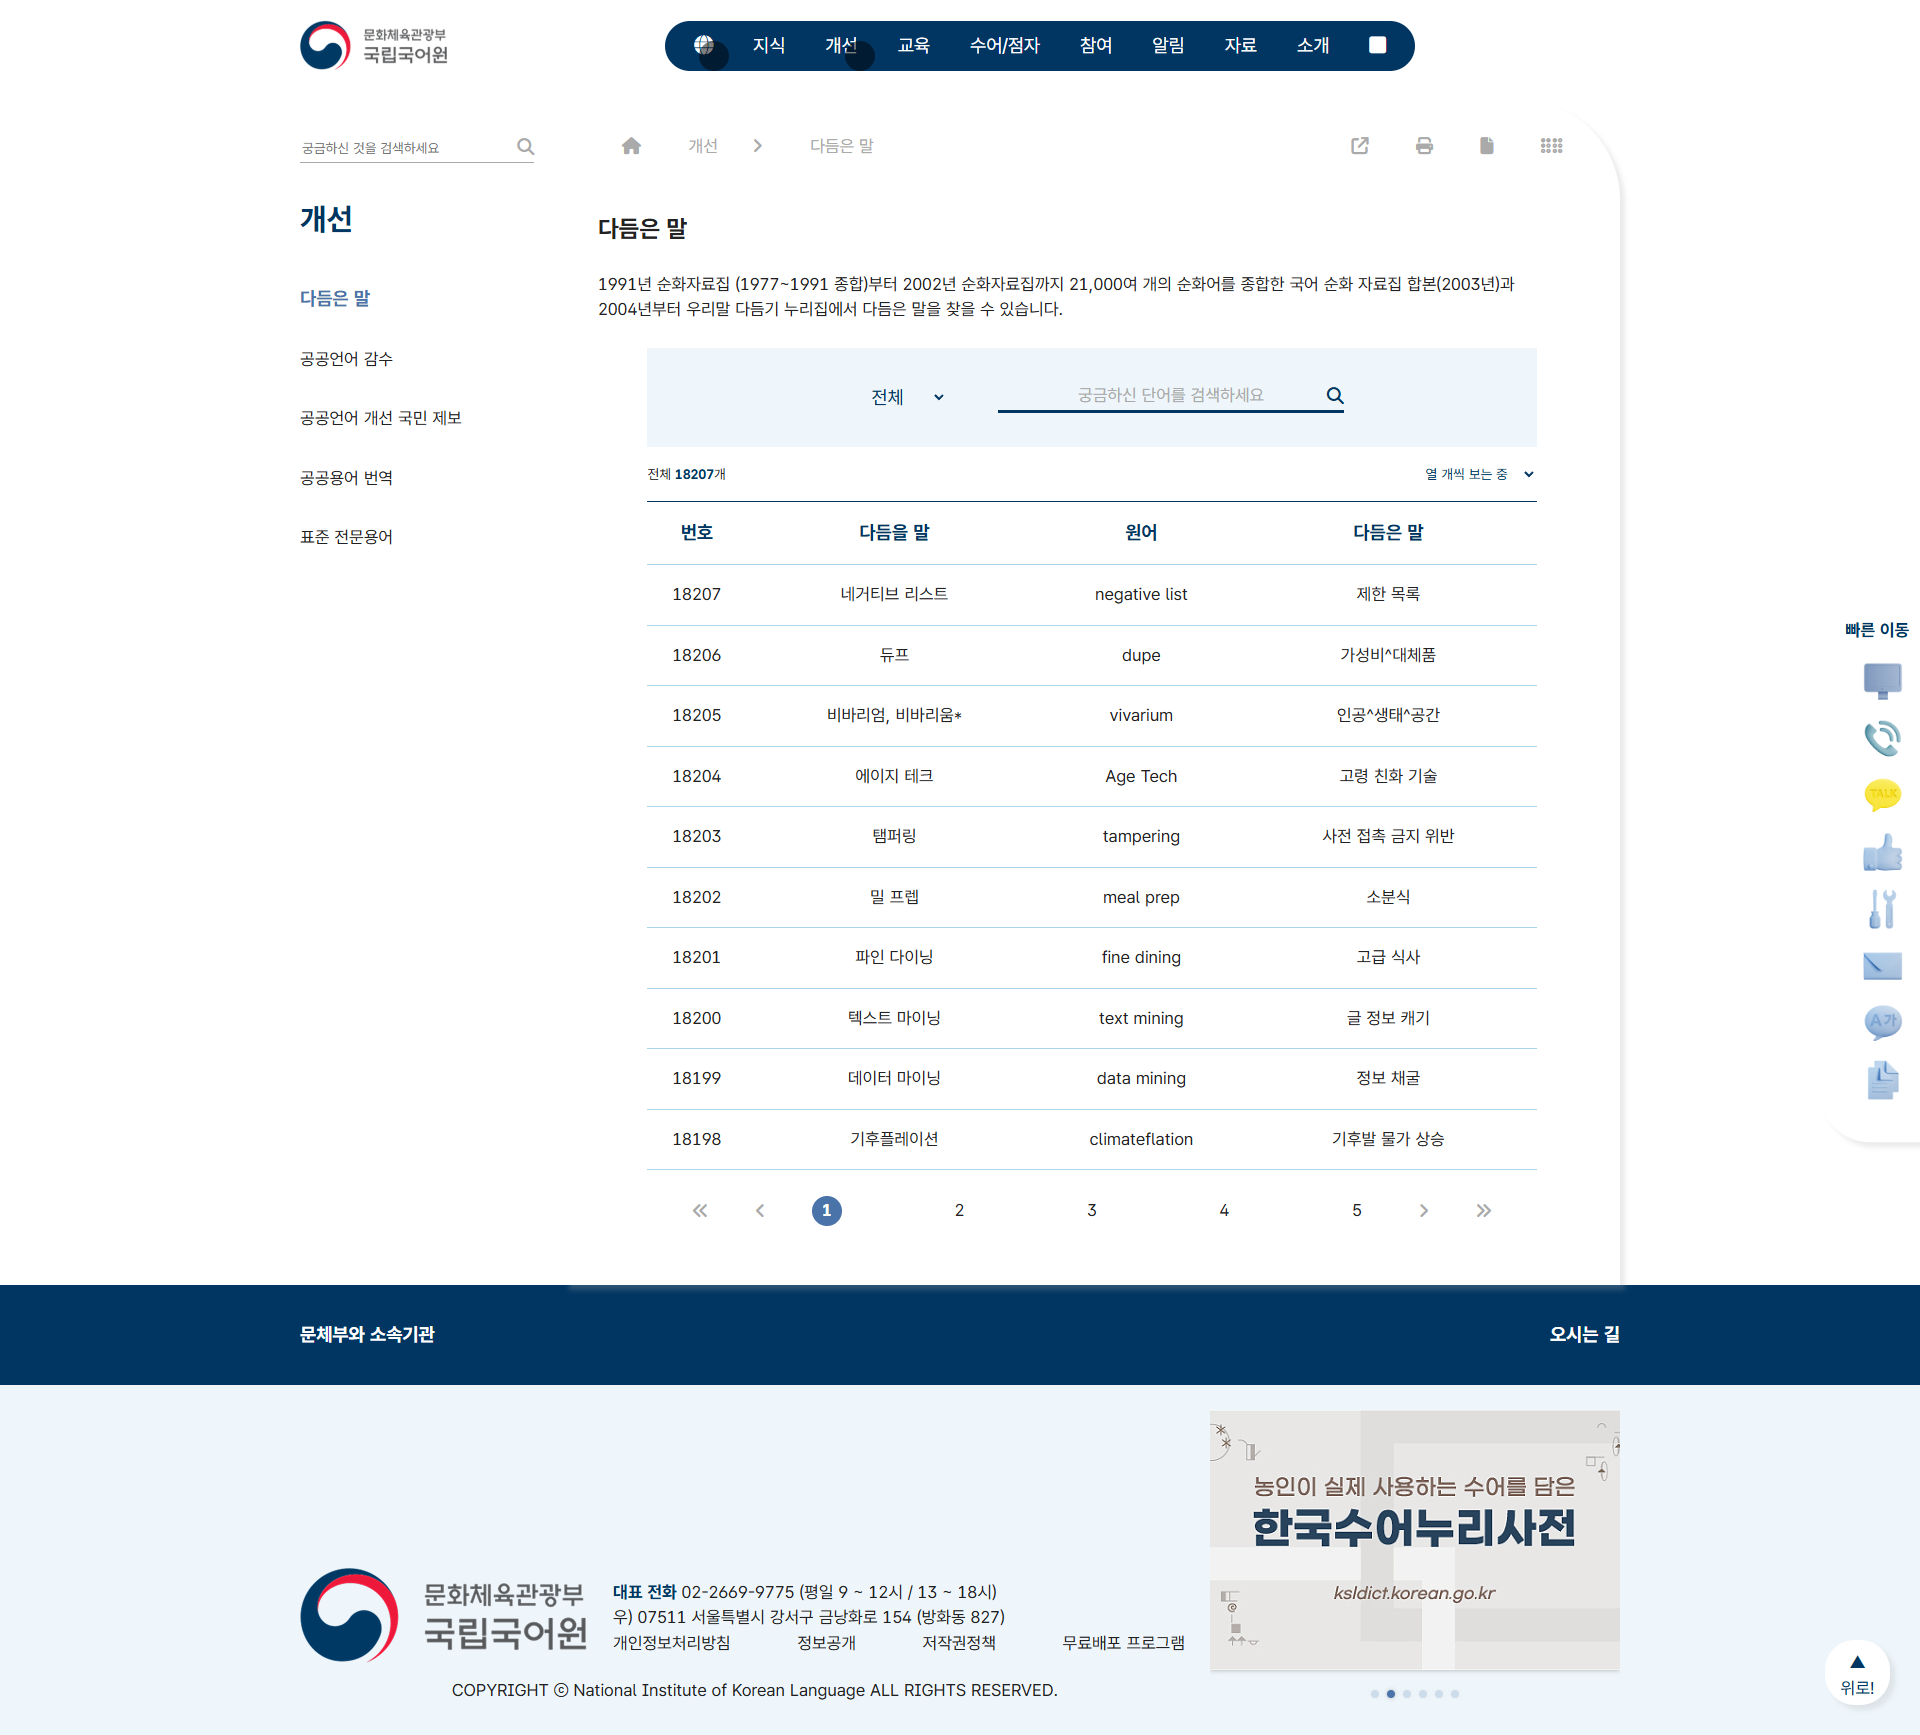 문화체육관광부
국립국어원
지식 개선 교육 수어/점자 참여 알림 자료 소개
궁금하신 것을 검색하세요
개선 다듬은 말
개선
다듬은 말
공공언어 감수
공공언어 개선 국민 제보
공공용어 번역
표준 전문용어
다듬은 말
1991년 순화자료집 (1977~1991 종합)부터 2002년 순화자료집까지 21,000여 개의 순화어를 종합한 국어 순화 자료집 합본(2003년)과
2004년부터 우리말 다듬기 누리집에서 다듬은 말을 찾을 수 있습니다.
전체 궁금하신 단어를 검색하세요
전체 18207개 열 개씩 보는 중
번호 다듬을 말 원어 다듬은 말
18207 네거티브 리스트 negative list 제한 목록
18206 듀프 dupe 가성비^대체품
18205 비바리엄, 비바리움* vivarium 인공^생태^공간
18204 에이지 테크 Age Tech 고령 친화 기술
18203 탬퍼링 tampering 사전 접촉 금지 위반
18202 밀 프렙 meal prep 소분식
18201 파인 다이닝 fine dining 고급 식사
18200 텍스트 마이닝 text mining 글 정보 캐기
18199 데이터 마이닝 data mining 정보 채굴
18198 기후플레이션 climateflation 기후발 물가 상승
1 2 3 4 5
빠른 이동
TALK
A가
문체부와 소속기관 오시는 길
농인이 실제 사용하는 수어를 담은
한국수어누리사전
ksldict.korean.go.kr
문화체육관광부
국립국어원
대표 전화 02-2669-9775 (평일 9 ~ 12시 / 13 ~ 18시)
우) 07511 서울특별시 강서구 금낭화로 154 (방화동 827)
개인정보처리방침 정보공개 저작권정책 무료배포 프로그램
COPYRIGHT ⓒ National Institute of Korean Language ALL RIGHTS RESERVED.
▲
위로!